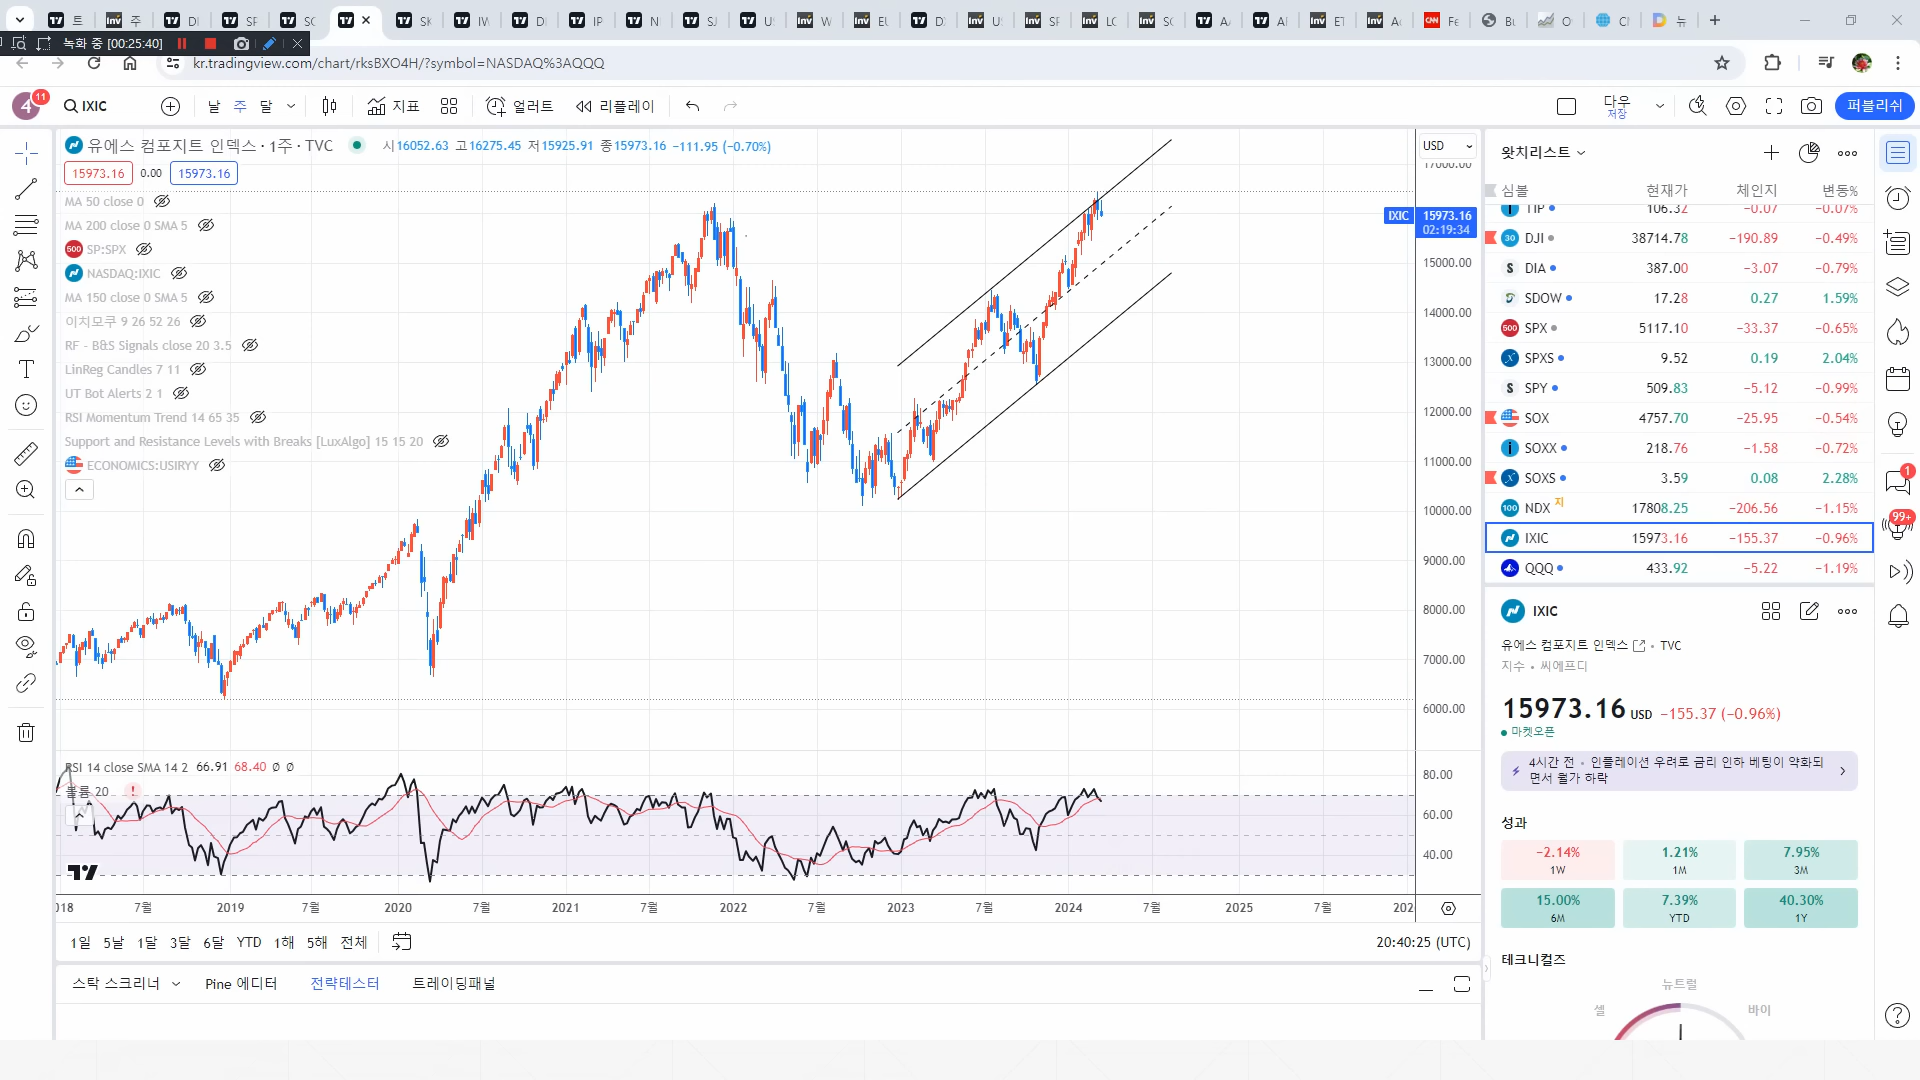 녹화 중 [00:25:40]
kr.tradingview.com/chart/rksBXO4H/?symbol=NASDAQ%3AQQQ
4 11 IXIC 날 주 달 지표 얼러트 리플레이 다우 저장 퍼블리쉬
유에스 컴포지트 인덱스 · 1주 · TVC 시16052.63 고16275.45 저15925.91 종15973.16 −111.95 (−0.70%)
15973.16 0.00 15973.16
MA 50 close 0
MA 200 close 0 SMA 5
SP:SPX
NASDAQ:IXIC
MA 150 close 0 SMA 5
이치모쿠 9 26 52 26
RF - B&S Signals close 20 3.5
LinReg Candles 7 11
UT Bot Alerts 2 1
RSI Momentum Trend 14 65 35
Support and Resistance Levels with Breaks [LuxAlgo] 15 15 20
ECONOMICS:USIRYY
USD
17000.00
IXIC 15973.16
02:19:34
15000.00
14000.00
13000.00
12000.00
11000.00
10000.00
9000.00
8000.00
7000.00
6000.00
RSI 14 close SMA 14 2 66.91 68.40 Ø Ø
볼륨 20
80.00
60.00
40.00
018 7월 2019 7월 2020 7월 2021 7월 2022 7월 2023 7월 2024 7월 2025 7월 202
1일 5날 1달 3달 6달 YTD 1해 5해 전체 20:40:25 (UTC)
스탁 스크리너 Pine 에디터 전략테스터 트레이딩패널
왓치리스트
심볼 현재가 체인지 변동%
TIP 106.32 −0.07 −0.07%
DJI 38714.78 −190.89 −0.49%
DIA 387.00 −3.07 −0.79%
SDOW 17.28 0.27 1.59%
SPX 5117.10 −33.37 −0.65%
SPXS 9.52 0.19 2.04%
SPY 509.83 −5.12 −0.99%
SOX 4757.70 −25.95 −0.54%
SOXX 218.76 −1.58 −0.72%
SOXS 3.59 0.08 2.28%
NDX 지 17808.25 −206.56 −1.15%
IXIC 15973.16 −155.37 −0.96%
QQQ 433.92 −5.22 −1.19%
IXIC
유에스 컴포지트 인덱스 • TVC
지수 • 씨에프디
15973.16 USD −155.37 (−0.96%)
마켓오픈
4시간 전 • 인플레이션 우려로 금리 인하 베팅이 약화되
면서 월가 하락
성과
−2.14% 1.21% 7.95%
1W 1M 3M
15.00% 7.39% 40.30%
6M YTD 1Y
테크니컬즈
뉴트럴
셀 바이
1
99+